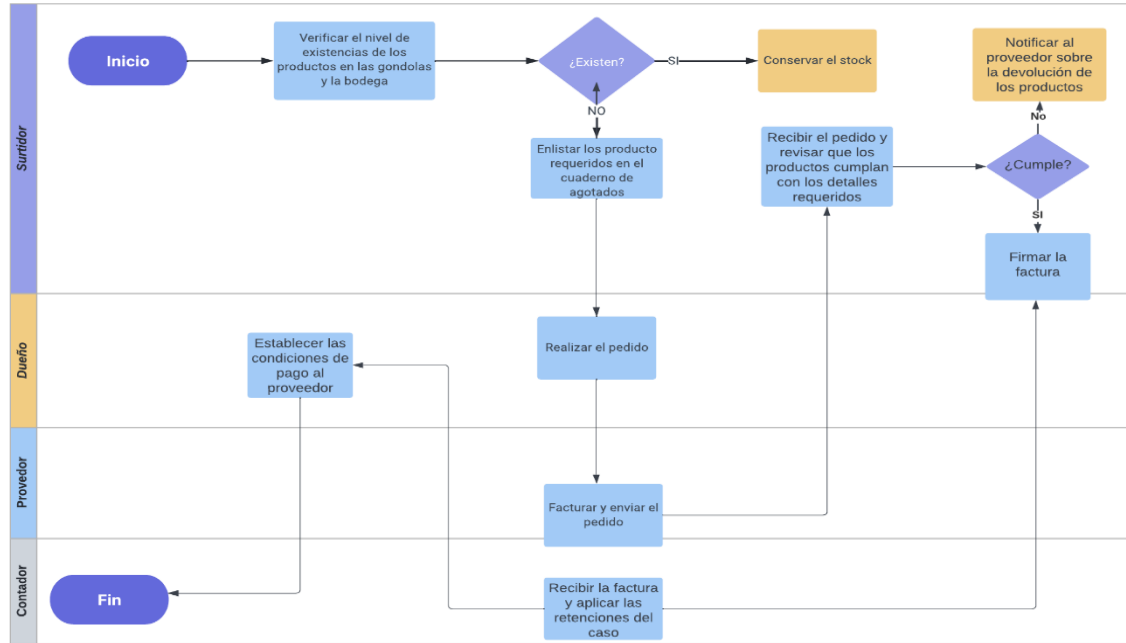 Surtidor
Inicio
Verificar el nivel de
existencias de los
productos en las gondolas
y la bodega
¿Existen?
SI
Conservar el stock
NO
Enlistar los producto
requeridos en el
cuaderno de
agotados
Recibir el pedido y
revisar que los
productos cumplan
con los detalles
requeridos
Notificar al
proveedor sobre
la devolución de
los productos
No
¿Cumple?
SI
Firmar la
factura
Dueño
Establecer las
condiciones de
pago al
proveedor
Realizar el pedido
Provedor
Facturar y enviar el
pedido
Contador
Fin
Recibir la factura
y aplicar las
retenciones del
caso